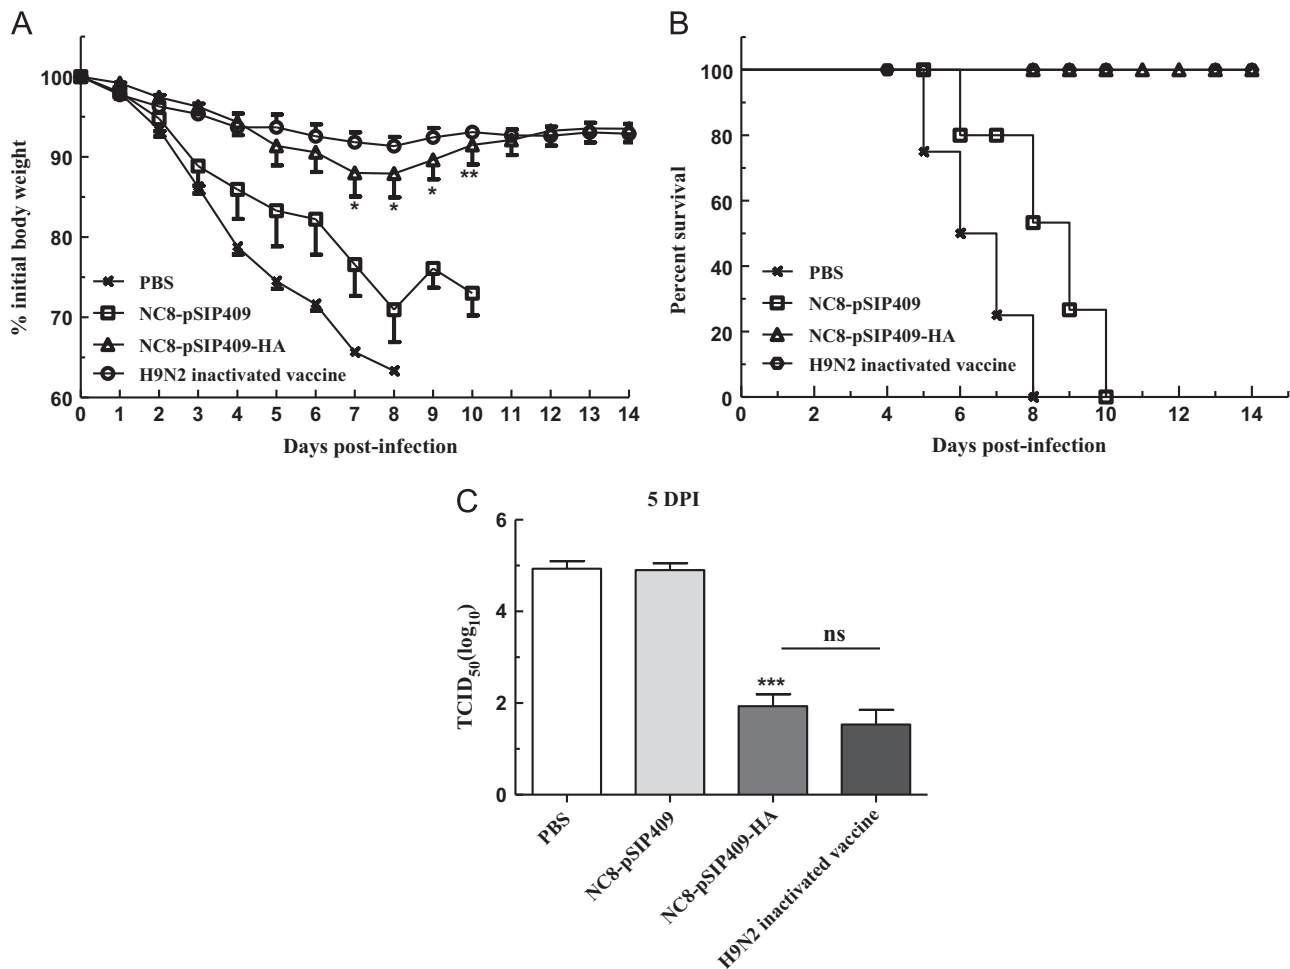 A
% initial body weight
100
90
80
70
60
0 1 2 3 4 5 6 7 8 9 10 11 12 13 14
Days post-infection
* * * **
PBS
NC8-pSIP409
NC8-pSIP409-HA
H9N2 inactivated vaccine
B
Percent survival
100
80
60
40
20
0
0 2 4 6 8 10 12 14
Days post-infection
PBS
NC8-pSIP409
NC8-pSIP409-HA
H9N2 inactivated vaccine
C
5 DPI
TCID50(log10)
6
4
2
0
ns
***
PBS
NC8-pSIP409
NC8-pSIP409-HA
H9N2 inactivated vaccine